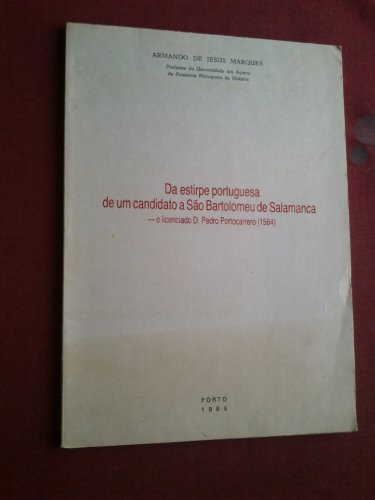 ARMANDO DE JESUS MARQUES
Professor da Universidade dos Açores
da Academia Portuguesa da História
Da estirpe portuguesa
de um candidato a São Bartolomeu de Salamanca
— o licenciado D. Pedro Portocarrero (1564)
PORTO
1986